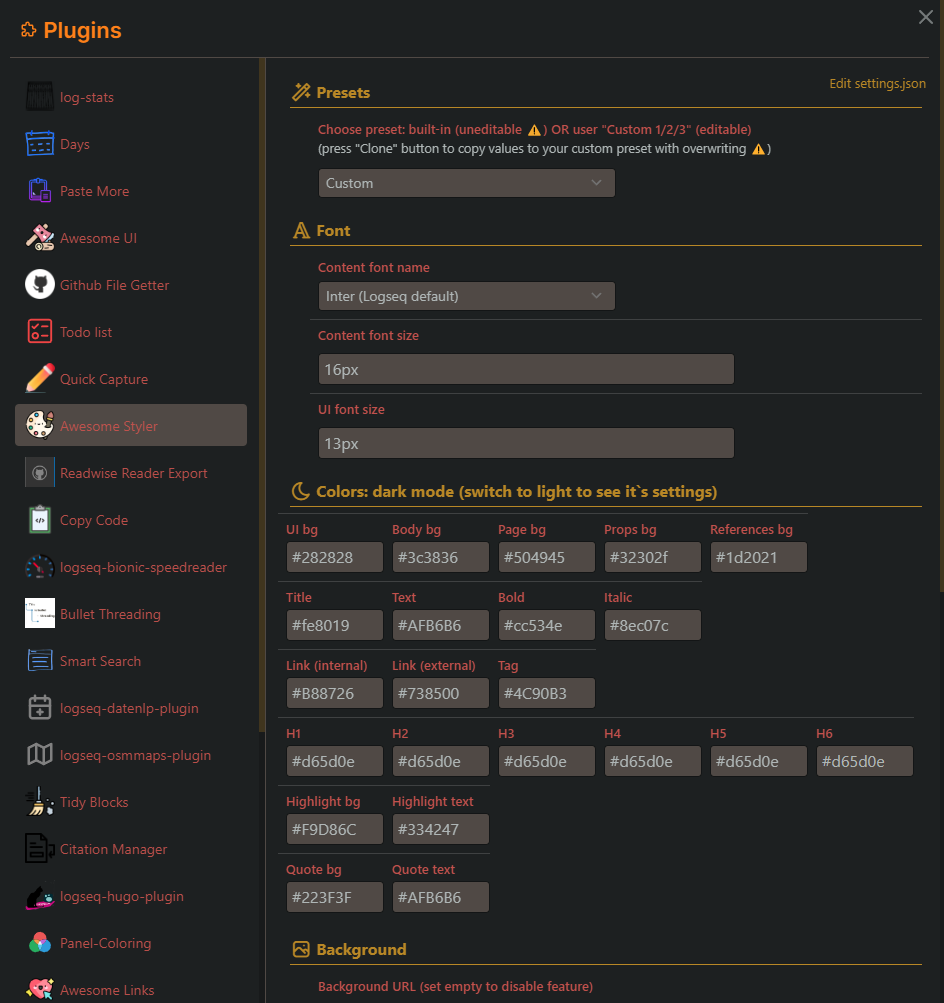 Plugins
log-stats
Days
Paste More
Awesome UI
Github File Getter
Todo list
Quick Capture
Awesome Styler
Readwise Reader Export
Copy Code
logseq-bionic-speedreader
Bullet Threading
Smart Search
logseq-datenlp-plugin
logseq-osmmaps-plugin
Tidy Blocks
Citation Manager
logseq-hugo-plugin
Panel-Coloring
Awesome Links
Edit settings.json
Presets
Choose preset: built-in (uneditable ⚠️) OR user "Custom 1/2/3" (editable)
(press "Clone" button to copy values to your custom preset with overwriting ⚠️)
Custom
Font
Content font name
Inter (Logseq default)
Content font size
16px
UI font size
13px
Colors: dark mode (switch to light to see it`s settings)
UI bg Body bg Page bg Props bg References bg
#282828 #3c3836 #504945 #32302f #1d2021
Title Text Bold Italic
#fe8019 #AFB6B6 #cc534e #8ec07c
Link (internal) Link (external) Tag
#B88726 #738500 #4C90B3
H1 H2 H3 H4 H5 H6
#d65d0e #d65d0e #d65d0e #d65d0e #d65d0e #d65d0e
Highlight bg Highlight text
#F9D86C #334247
Quote bg Quote text
#223F3F #AFB6B6
Background
Background URL (set empty to disable feature)